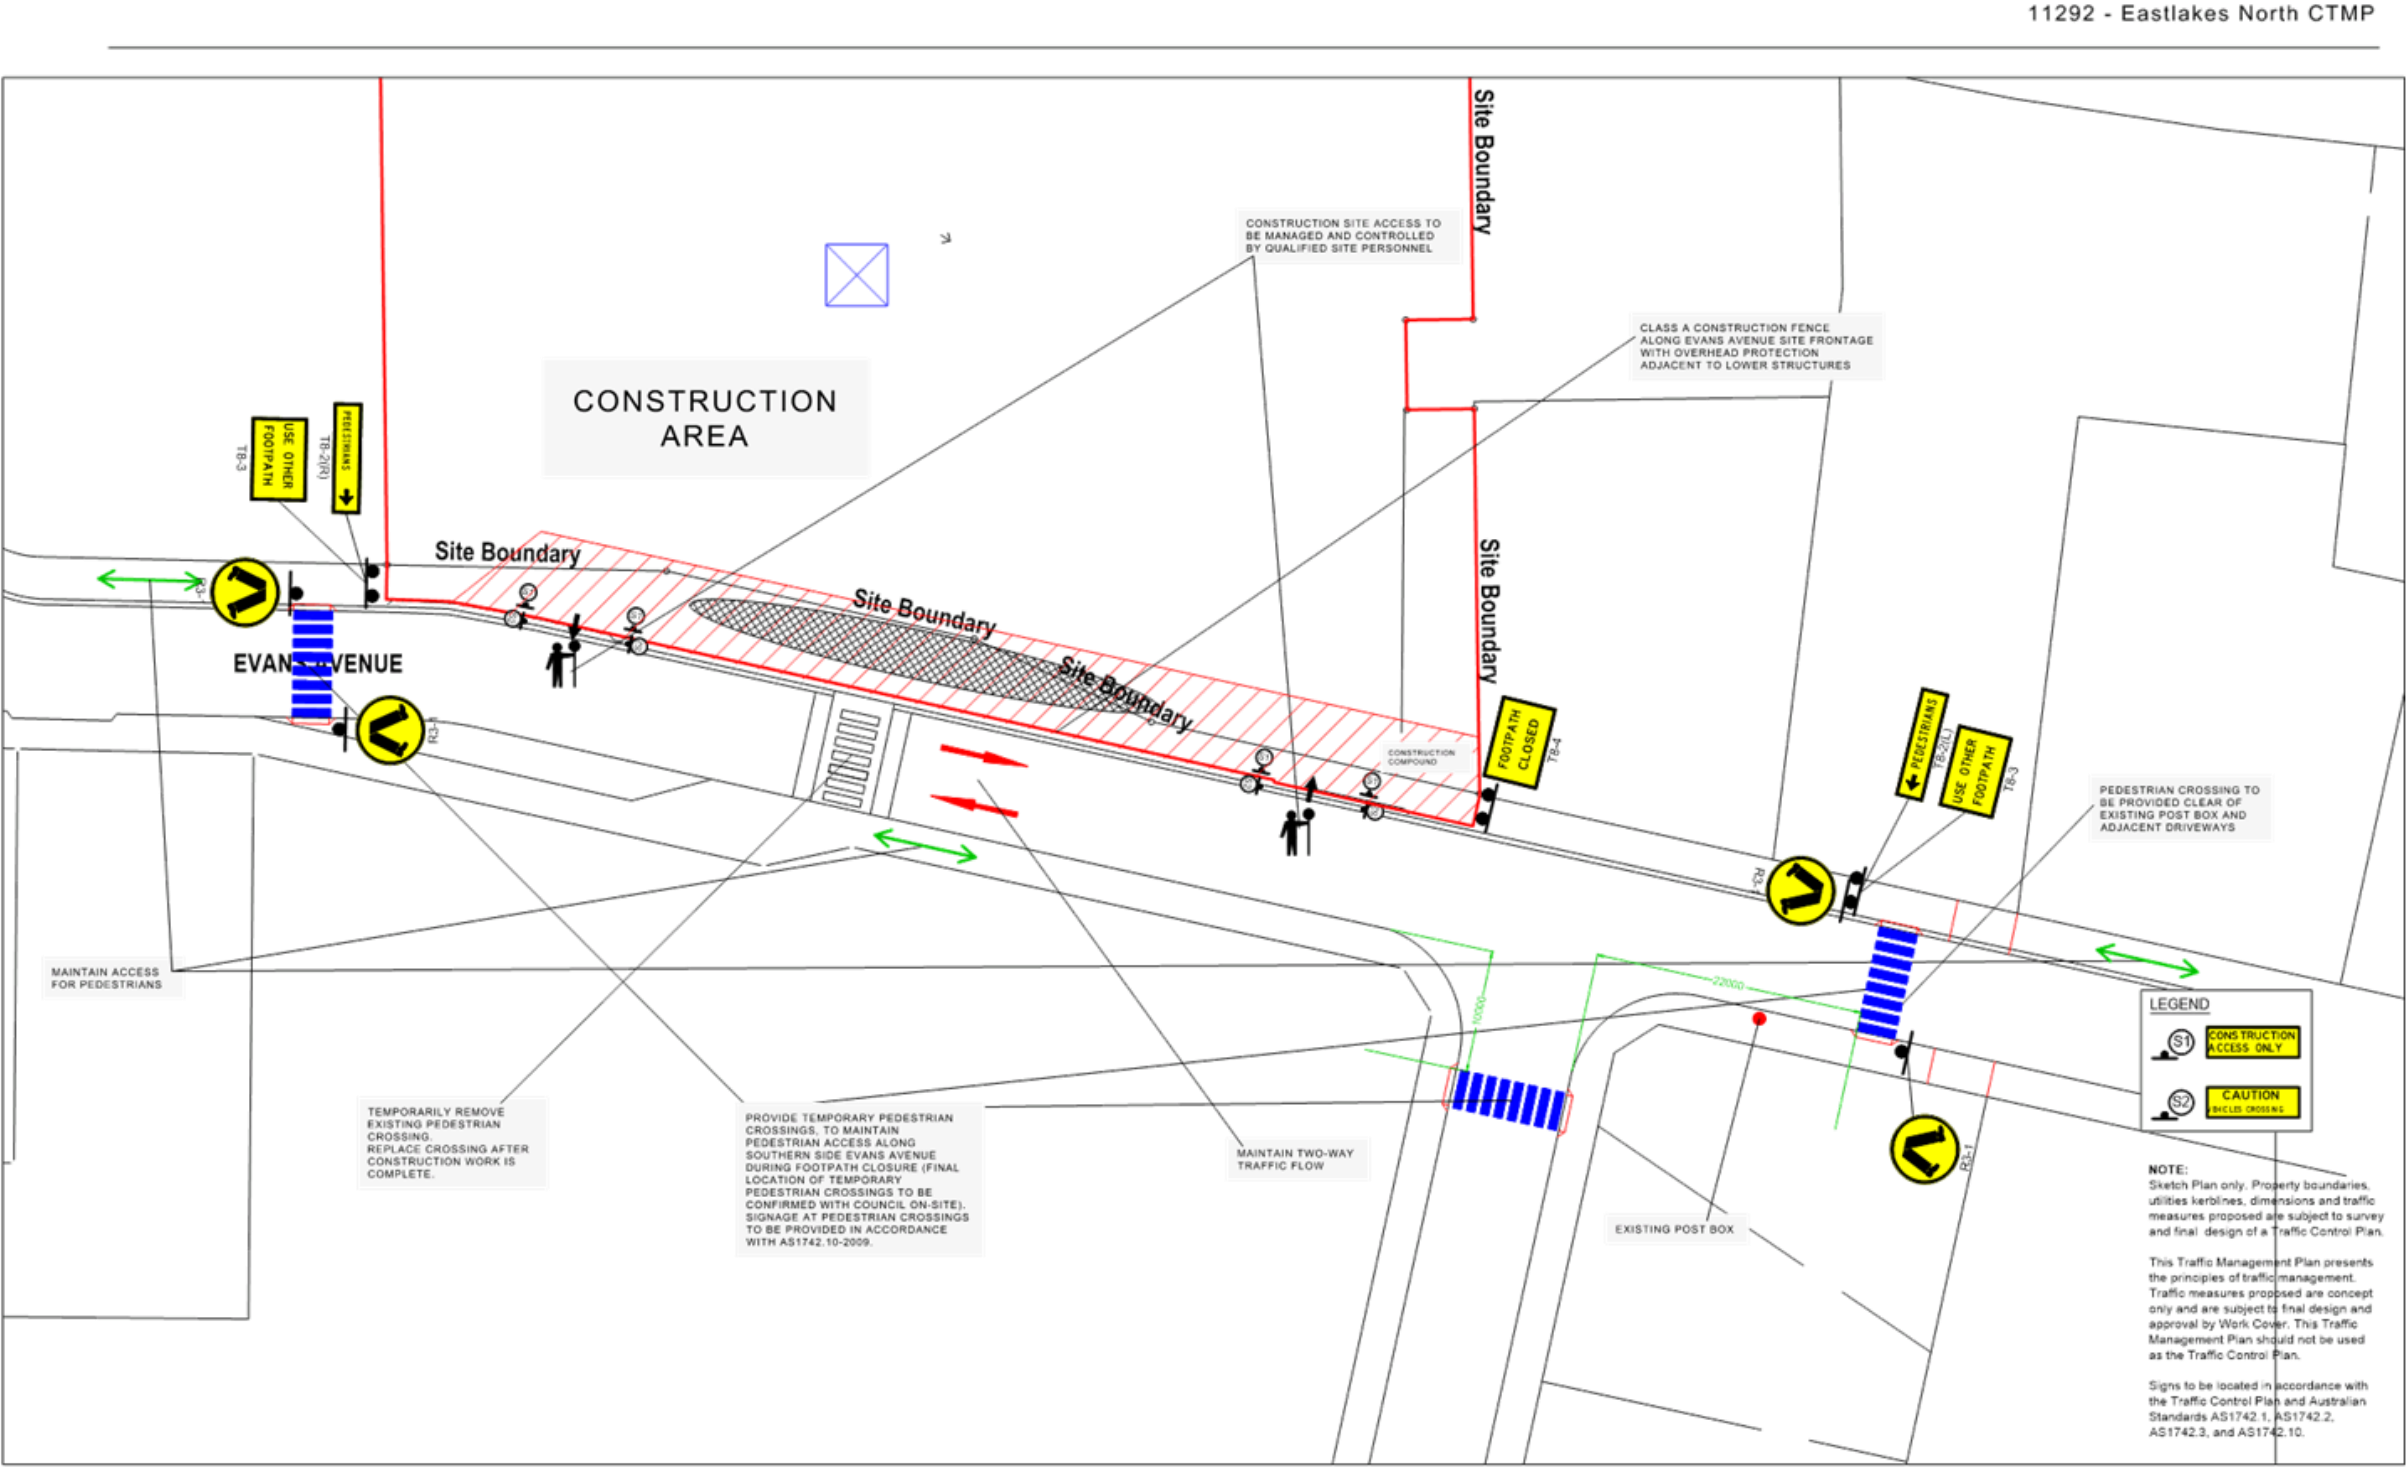 11292 - Eastlakes North CTMP
Site Boundary
CONSTRUCTION SITE ACCESS TO
BE MANAGED AND CONTROLLED
BY QUALIFIED SITE PERSONNEL
CLASS A CONSTRUCTION FENCE
ALONG EVANS AVENUE SITE FRONTAGE
WITH OVERHEAD PROTECTION
ADJACENT TO LOWER STRUCTURES
CONSTRUCTION
AREA
USE OTHER
FOOTPATH
T8-3
PEDESTRIANS
T8-2(R)
Site Boundary
Site Boundary
Site Boundary
Site Boundary
S1
S1
R3-1
EVANS AVENUE
R3-1
S1
S1
CONSTRUCTION
COMPOUND
FOOTPATH
CLOSED
T8-4
PEDESTRIANS
T8-2(L)
USE OTHER
FOOTPATH
T8-3
PEDESTRIAN CROSSING TO
BE PROVIDED CLEAR OF
EXISTING POST BOX AND
ADJACENT DRIVEWAYS
R3-1
MAINTAIN ACCESS
FOR PEDESTRIANS
10000
22000
LEGEND
S1
CONSTRUCTION
ACCESS ONLY
S2
CAUTION
VEHICLES CROSSING
TEMPORARILY REMOVE
EXISTING PEDESTRIAN
CROSSING.
REPLACE CROSSING AFTER
CONSTRUCTION WORK IS
COMPLETE.
PROVIDE TEMPORARY PEDESTRIAN
CROSSINGS, TO MAINTAIN
PEDESTRIAN ACCESS ALONG
SOUTHERN SIDE EVANS AVENUE
DURING FOOTPATH CLOSURE (FINAL
LOCATION OF TEMPORARY
PEDESTRIAN CROSSINGS TO BE
CONFIRMED WITH COUNCIL ON-SITE).
SIGNAGE AT PEDESTRIAN CROSSINGS
TO BE PROVIDED IN ACCORDANCE
WITH AS1742.10-2009.
MAINTAIN TWO-WAY
TRAFFIC FLOW
EXISTING POST BOX
R3-1
NOTE:
Sketch Plan only. Property boundaries,
utilities kerblines, dimensions and traffic
measures proposed are subject to survey
and final design of a Traffic Control Plan.
This Traffic Management Plan presents
the principles of traffic management.
Traffic measures proposed are concept
only and are subject to final design and
approval by Work Cover. This Traffic
Management Plan should not be used
as the Traffic Control Plan.
Signs to be located in accordance with
the Traffic Control Plan and Australian
Standards AS1742.1, AS1742.2,
AS1742.3, and AS1742.10.